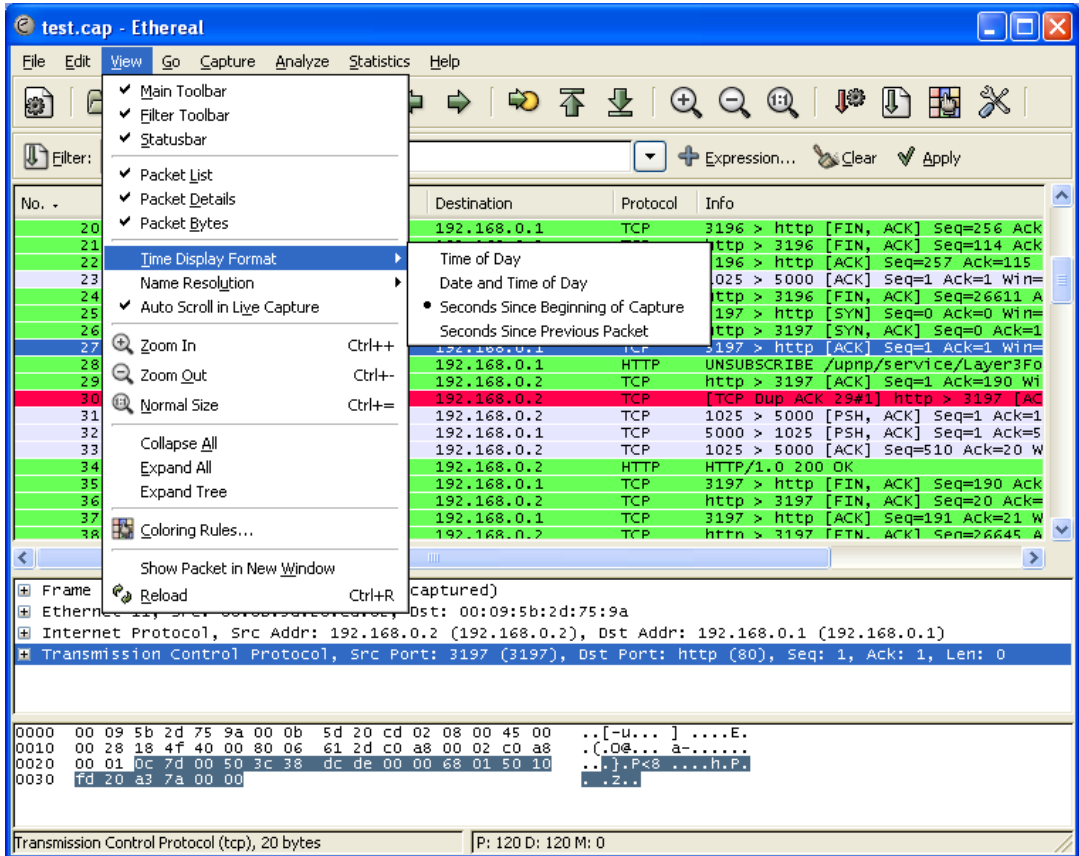 test.cap - Ethereal
File Edit View Go Capture Analyze Statistics Help
Main Toolbar
Filter Toolbar
Statusbar
Filter: Expression... Clear Apply
Packet List
Packet Details
Packet Bytes
No. Destination Protocol Info
20 192.168.0.1 TCP 3196 > http [FIN, ACK] Seq=256 Ack
21 http > 3196 [FIN, ACK] Seq=114 Ack
22 3196 > http [ACK] Seq=257 Ack=115
23 1025 > 5000 [ACK] Seq=1 Ack=1 Win=
24 http > 3196 [FIN, ACK] Seq=26611 A
25 3197 > http [SYN] Seq=0 Ack=0 Win=
26 http > 3197 [SYN, ACK] Seq=0 Ack=1
27 192.168.0.1 TCP 3197 > http [ACK] Seq=1 Ack=1 Win=
28 192.168.0.1 HTTP UNSUBSCRIBE /upnp/service/Layer3Fo
29 192.168.0.2 TCP http > 3197 [ACK] Seq=1 Ack=190 Wi
30 192.168.0.2 TCP [TCP Dup ACK 29#1] http > 3197 [AC
31 192.168.0.2 TCP 1025 > 5000 [PSH, ACK] Seq=1 Ack=1
32 192.168.0.1 TCP 5000 > 1025 [PSH, ACK] Seq=1 Ack=5
33 192.168.0.2 TCP 1025 > 5000 [ACK] Seq=510 Ack=20 W
34 192.168.0.2 HTTP HTTP/1.0 200 OK
35 192.168.0.1 TCP 3197 > http [FIN, ACK] Seq=190 Ack
36 192.168.0.2 TCP http > 3197 [FIN, ACK] Seq=20 Ack=
37 192.168.0.1 TCP 3197 > http [ACK] Seq=191 Ack=21 W
38 192.168.0.2 TCP http > 3197 [FIN, ACK] Seq=26645 A
Time Display Format
Name Resolution
Auto Scroll in Live Capture
Time of Day
Date and Time of Day
Seconds Since Beginning of Capture
Seconds Since Previous Packet
Zoom In Ctrl++
Zoom Out Ctrl+-
Normal Size Ctrl+=
Collapse All
Expand All
Expand Tree
Coloring Rules...
Show Packet in New Window
Reload Ctrl+R
Frame captured)
Ethernet II, Dst: 00:09:5b:2d:75:9a
Internet Protocol, Src Addr: 192.168.0.2 (192.168.0.2), Dst Addr: 192.168.0.1 (192.168.0.1)
Transmission Control Protocol, Src Port: 3197 (3197), Dst Port: http (80), Seq: 1, Ack: 1, Len: 0
0000 00 09 5b 2d 75 9a 00 0b 5d 20 cd 02 08 00 45 00 ..[-u... ] ....E.
0010 00 28 18 4f 40 00 80 06 61 2d c0 a8 00 02 c0 a8 .(.O@... a-......
0020 00 01 0c 7d 00 50 3c 38 dc de 00 00 68 01 50 10 ...}.P<8 ....h.P.
0030 fd 20 a3 7a 00 00 . .z..
Transmission Control Protocol (tcp), 20 bytes P: 120 D: 120 M: 0